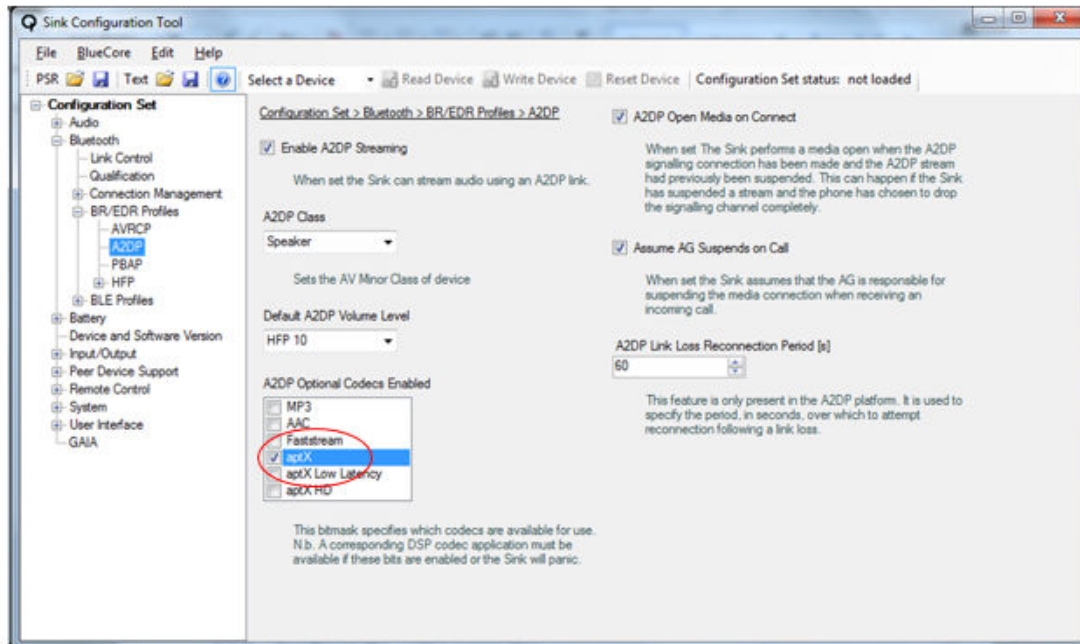 Sink Configuration Tool
File BlueCore Edit Help
PSR Text Select a Device Read Device Write Device Reset Device Configuration Set status: not loaded
Configuration Set
Audio
Bluetooth
Link Control
Qualification
Connection Management
BR/EDR Profiles
AVRCP
A2DP
PBAP
HFP
BLE Profiles
Battery
Device and Software Version
Input/Output
Peer Device Support
Remote Control
System
User Interface
GAIA
Configuration Set > Bluetooth > BR/EDR Profiles > A2DP
Enable A2DP Streaming
When set the Sink can stream audio using an A2DP link.
A2DP Class
Speaker
Sets the AV Minor Class of device
Default A2DP Volume Level
HFP 10
A2DP Optional Codecs Enabled
MP3
AAC
Faststream
aptX
aptX Low Latency
aptX HD
This bitmask specifies which codecs are available for use.
N.b. A corresponding DSP codec application must be
available if these bits are enabled or the Sink will panic.
A2DP Open Media on Connect
When set The Sink performs a media open when the A2DP
signalling connection has been made and the A2DP stream
had previously been suspended. This can happen if the Sink
has suspended a stream and the phone has chosen to drop
the signalling channel completely.
Assume AG Suspends on Call
When set the Sink assumes that the AG is responsible for
suspending the media connection when receiving an
incoming call.
A2DP Link Loss Reconnection Period [s]
60
This feature is only present in the A2DP platform. It is used to
specify the period, in seconds, over which to attempt
reconnection following a link loss.